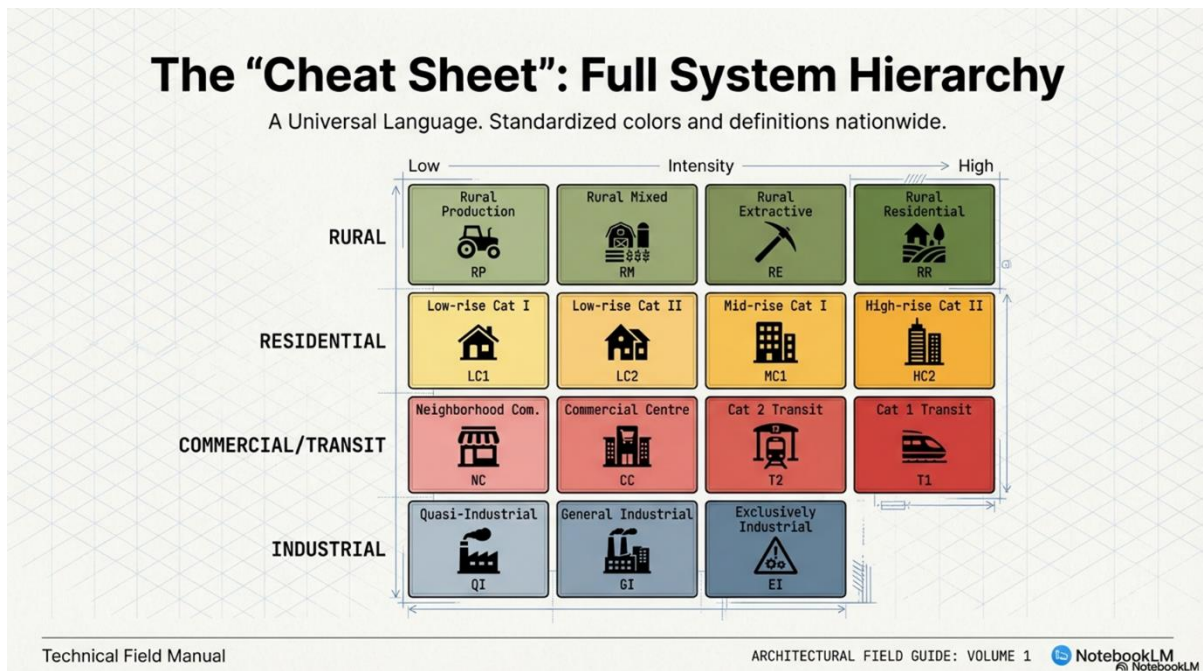 The “Cheat Sheet”: Full System Hierarchy
A Universal Language. Standardized colors and definitions nationwide.
Low Intensity High
RURAL
Rural
Production
RP
Rural Mixed
RM
Rural
Extractive
RE
Rural
Residential
RR
RESIDENTIAL
Low-rise Cat I
LC1
Low-rise Cat II
LC2
Mid-rise Cat I
MC1
High-rise Cat II
HC2
COMMERCIAL/TRANSIT
Neighborhood Com.
NC
Commercial Centre
CC
Cat 2 Transit
T2
Cat 1 Transit
T1
INDUSTRIAL
Quasi-Industrial
QI
General Industrial
GI
Exclusively
Industrial
EI
Technical Field Manual
ARCHITECTURAL FIELD GUIDE: VOLUME 1
NotebookLM
NotebookLM